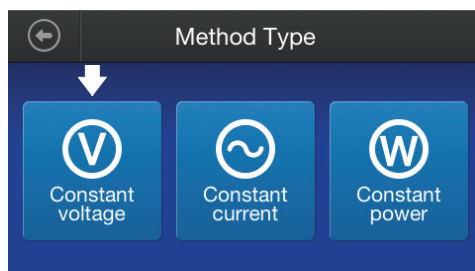 Method Type
V
Constant
voltage
Constant
current
W
Constant
power